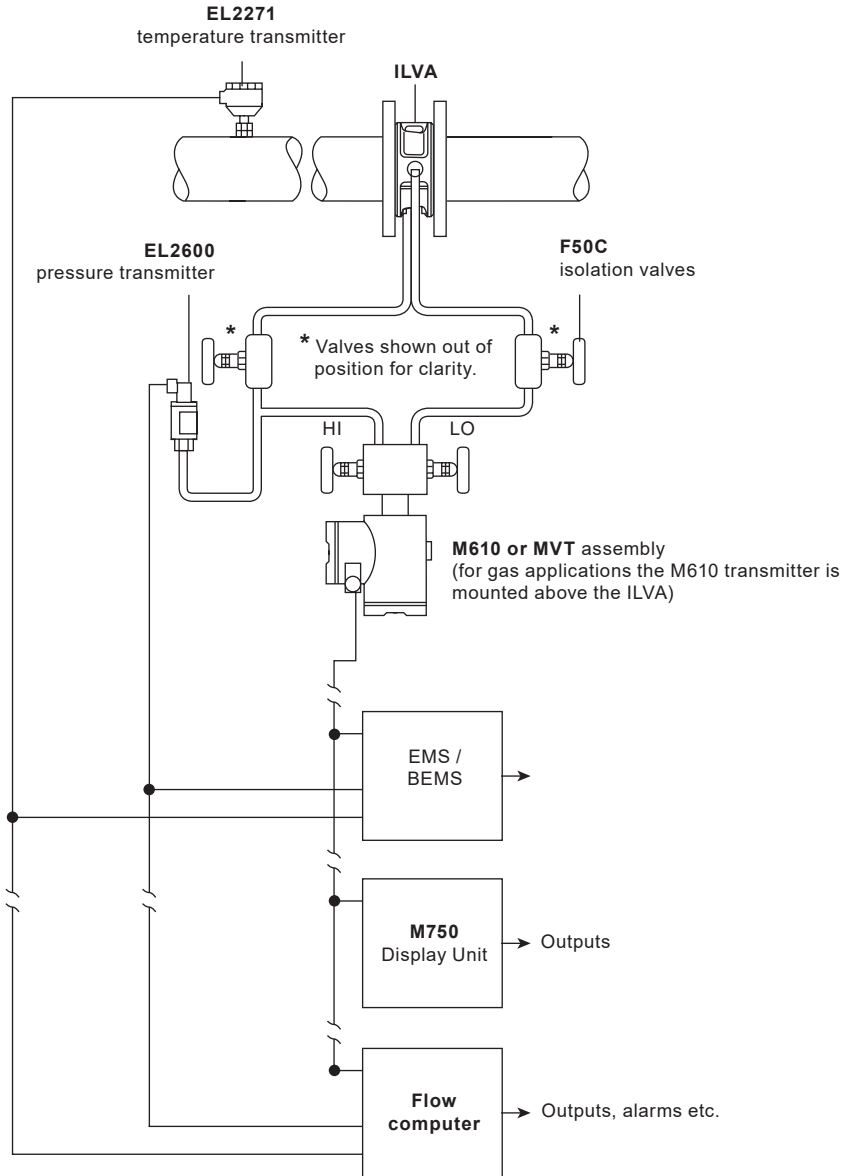 EL2271
temperature transmitter
ILVA
EL2600
pressure transmitter
F50C
isolation valves
*
*
* Valves shown out of
position for clarity.
HI
LO
M610 or MVT assembly
(for gas applications the M610 transmitter is
mounted above the ILVA)
EMS /
BEMS
M750
Display Unit
Outputs
Flow
computer
Outputs, alarms etc.